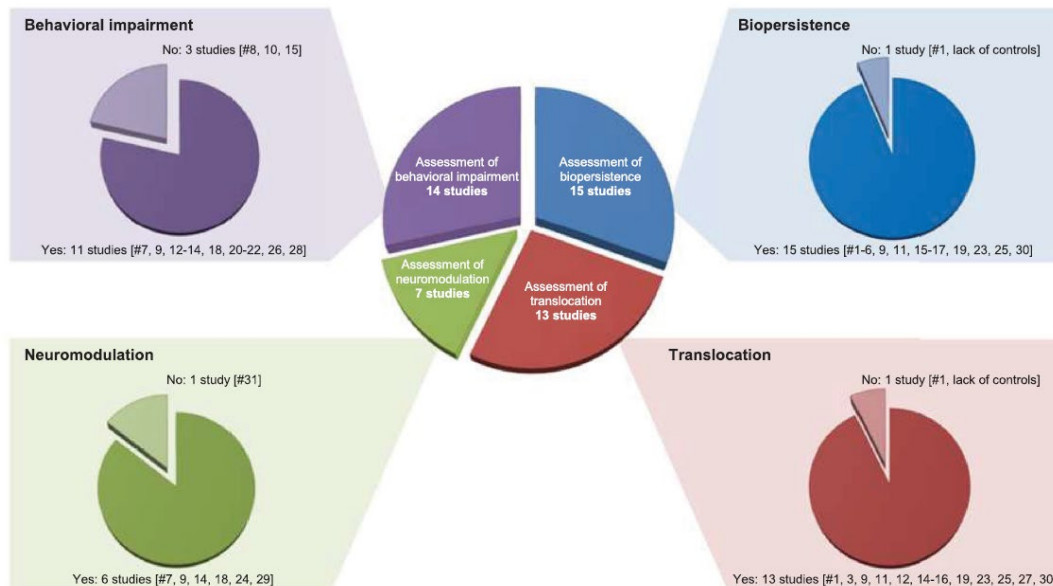 Behavioral impairment
No: 3 studies [#8, 10, 15]
Yes: 11 studies [#7, 9, 12-14, 18, 20-22, 26, 28]
Biopersistence
No: 1 study [#1, lack of controls]
Yes: 15 studies [#1-6, 9, 11, 15-17, 19, 23, 25, 30]
Assessment of
behavioral impairment
14 studies
Assessment of
biopersistence
15 studies
Assessment of
neuromodulation
7 studies
Assessment of
translocation
13 studies
Neuromodulation
No: 1 study [#31]
Yes: 6 studies [#7, 9, 14, 18, 24, 29]
Translocation
No: 1 study [#1, lack of controls]
Yes: 13 studies [#1, 3, 9, 11, 12, 14-16, 19, 23, 25, 27, 30]